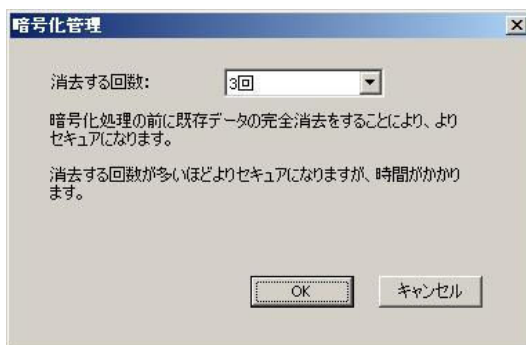 暗号化管理
消去する回数: 3回
暗号化処理の前に既存データの完全消去をすることにより、より
セキュアになります。
消去する回数が多いほどよりセキュアになりますが、時間がかかり
ます。
OK キャンセル